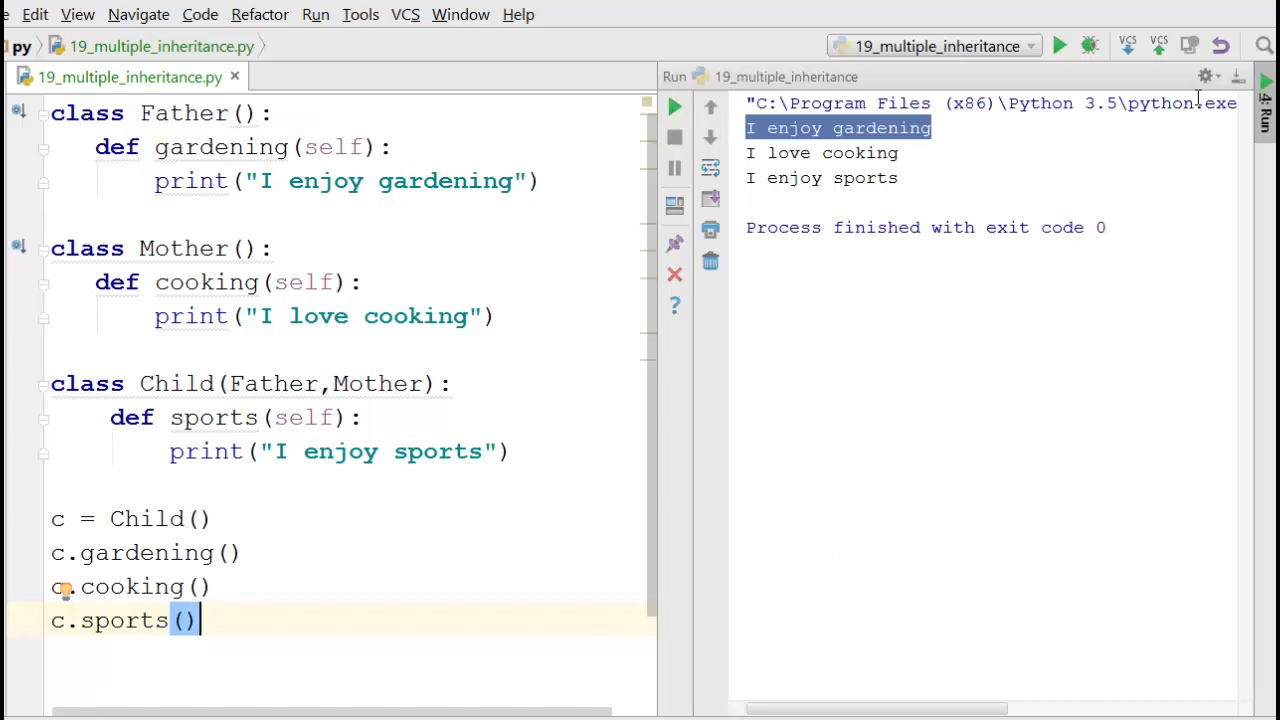 e Edit View Navigate Code Refactor Run Tools VCS Window Help
py 19_multiple_inheritance.py 19_multiple_inheritance VCS VCS
19_multiple_inheritance.py
class Father():
def gardening(self):
print("I enjoy gardening")
class Mother():
def cooking(self):
print("I love cooking")
class Child(Father,Mother):
def sports(self):
print("I enjoy sports")
c = Child()
c.gardening()
c.cooking()
c.sports()
Run 19_multiple_inheritance
"C:\Program Files (x86)\Python 3.5\python.exe
I enjoy gardening
I love cooking
I enjoy sports
Process finished with exit code 0
4: Run